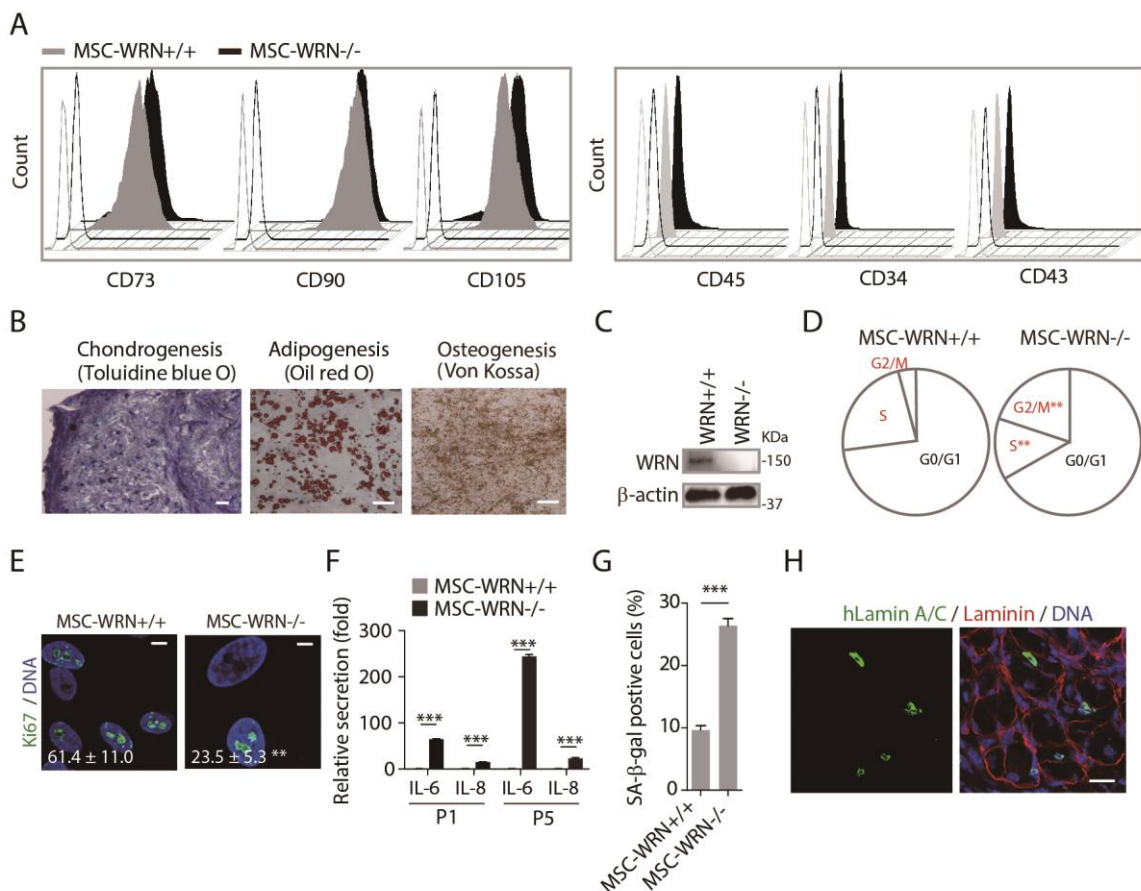 A
MSC-WRN+/+ MSC-WRN-/-
Count
CD73 CD90 CD105
Count
CD45 CD34 CD43
B
Chondrogenesis
(Toluidine blue O)
Adipogenesis
(Oil red O)
Osteogenesis
(Von Kossa)
C
WRN+/+
WRN-/-
KDa
WRN
-150
β-actin
-37
D
MSC-WRN+/+
G2/M
S
G0/G1
MSC-WRN-/-
G2/M**
S**
G0/G1
E
MSC-WRN+/+ MSC-WRN-/-
Ki67 / DNA
61.4 ± 11.0
23.5 ± 5.3 **
F
MSC-WRN+/+
MSC-WRN-/-
Relative secretion (fold)
300
200
100
0
*** *** *** ***
IL-6 IL-8 IL-6 IL-8
P1 P5
G
SA-β-gal postive cells (%)
30
20
10
0
***
MSC-WRN+/+
MSC-WRN-/-
H
hLamin A/C / Laminin / DNA